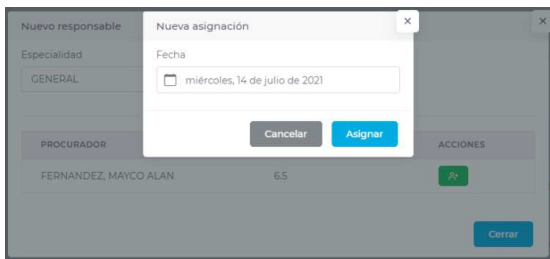 Nuevo responsable
Nueva asignación
Especialidad
Fecha
GENERAL
miércoles, 14 de julio de 2021
Cancelar
Asignar
PROCURADOR
ACCIONES
FERNANDEZ, MAYCO ALAN
6.5
Cerrar